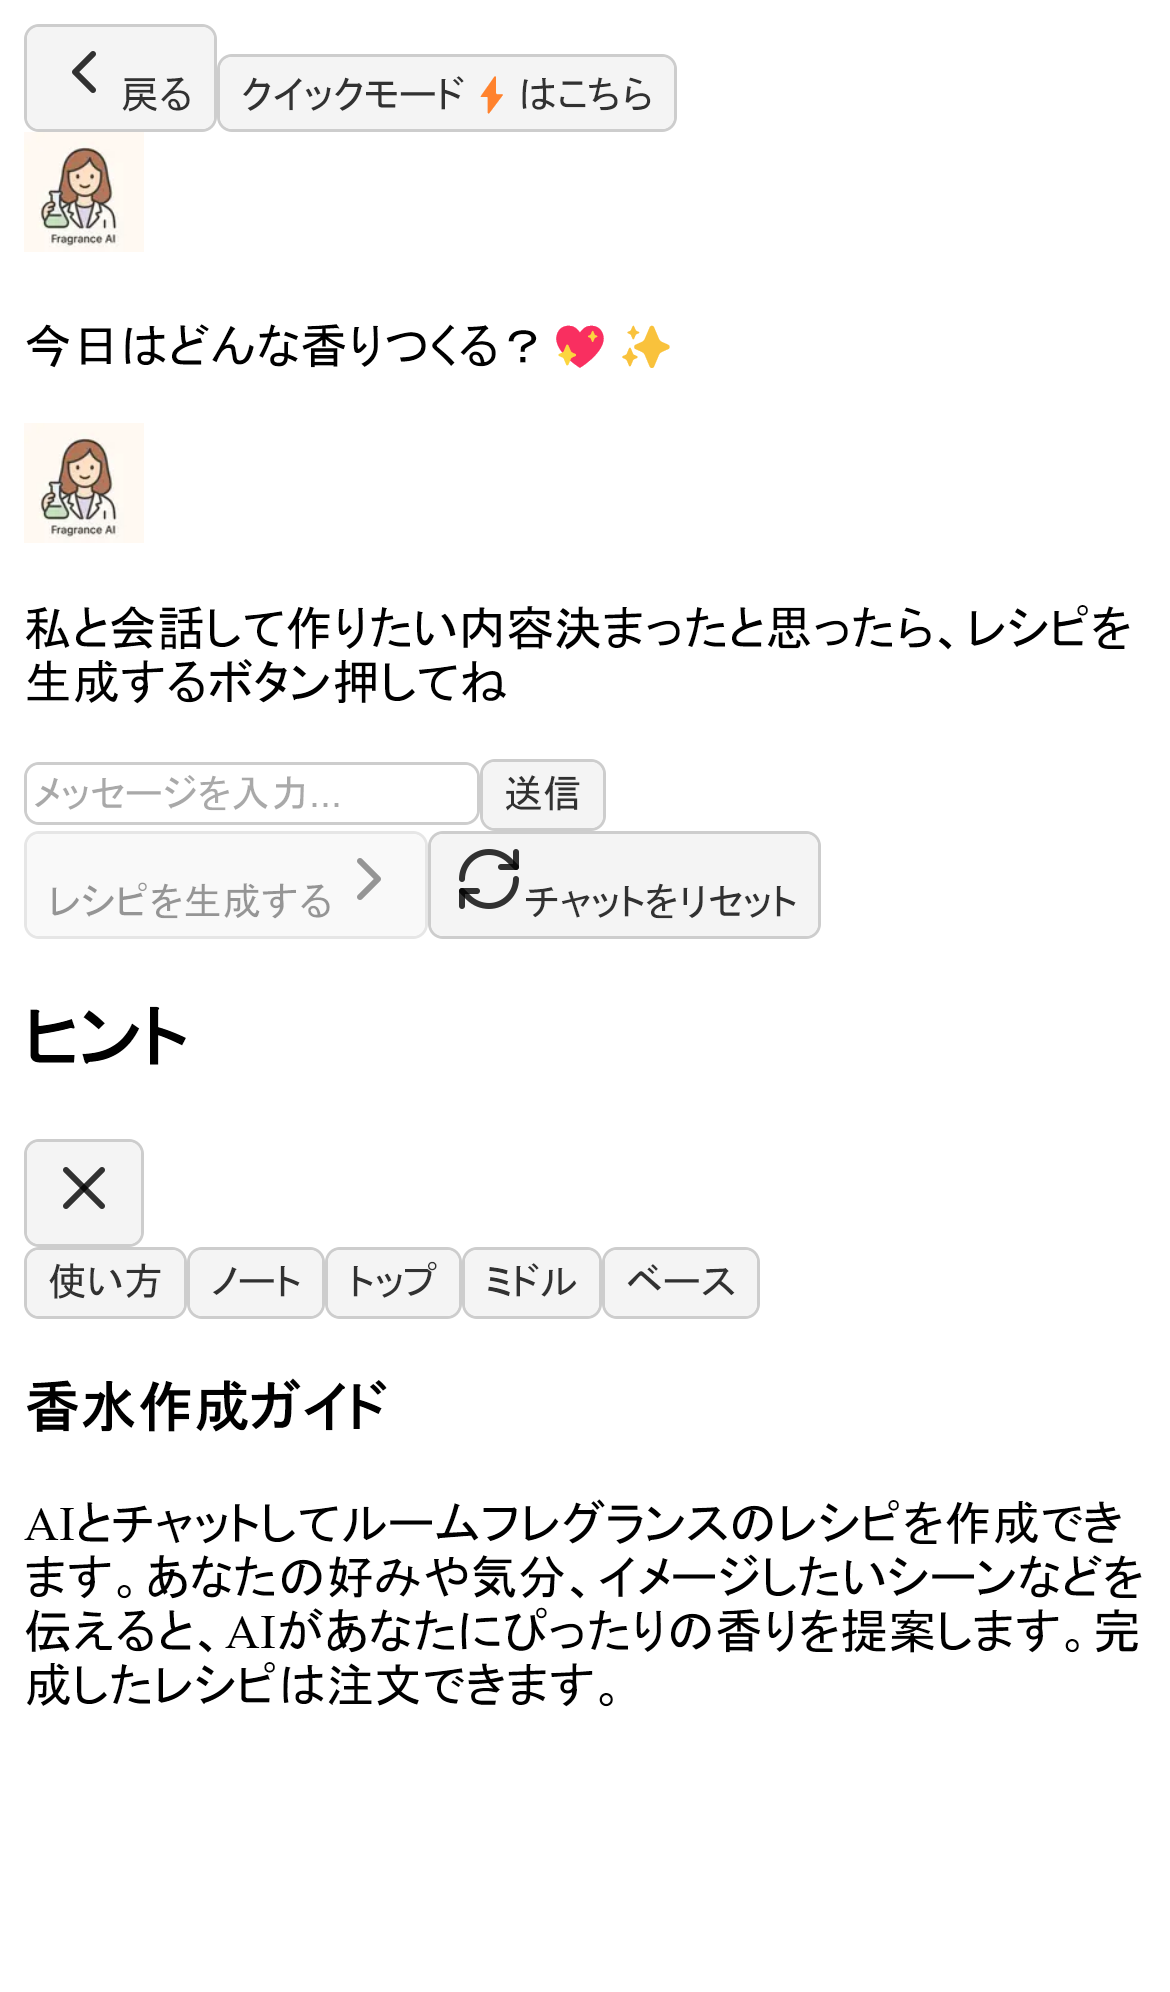 戻る クイックモード⚡はこちら
Fragrance AI
今日はどんな香りつくる？💖✨
Fragrance AI
私と会話して作りたい内容決まったと思ったら、レシピを
生成するボタン押してね
メッセージを入力... 送信
レシピを生成する チャットをリセット
ヒント
使い方 ノート トップ ミドル ベース
香水作成ガイド
AIとチャットしてルームフレグランスのレシピを作成でき
ます。あなたの好みや気分、イメージしたいシーンなどを
伝えると、AIがあなたにぴったりの香りを提案します。完
成したレシピは注文できます。